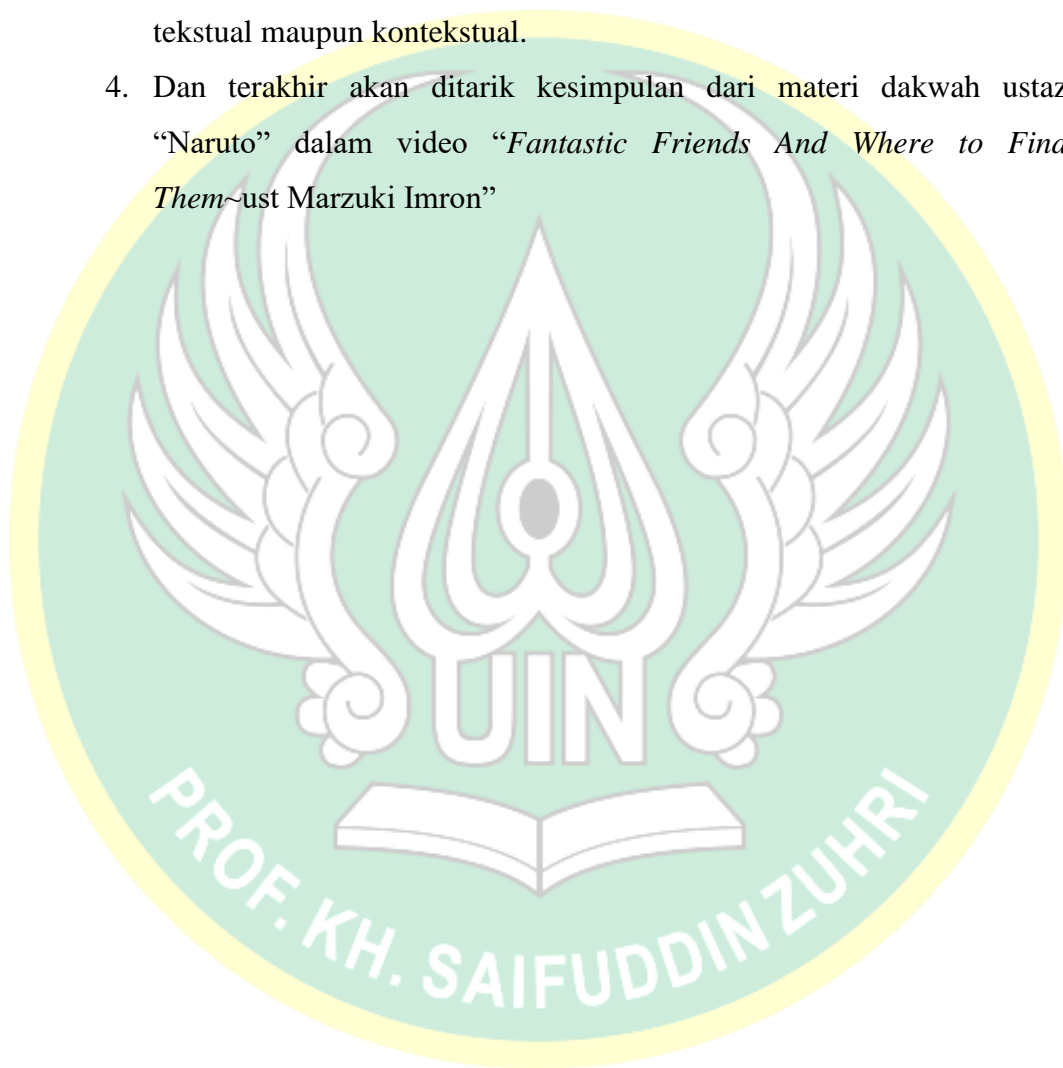 tekstual maupun kontekstual.
4. Dan terakhir akan ditarik kesimpulan dari materi dakwah ustaz
“Naruto” dalam video “Fantastic Friends And Where to Find
Them~ust Marzuki Imron”
UIN
PROF. KH. SAIFUDDIN ZUHRI